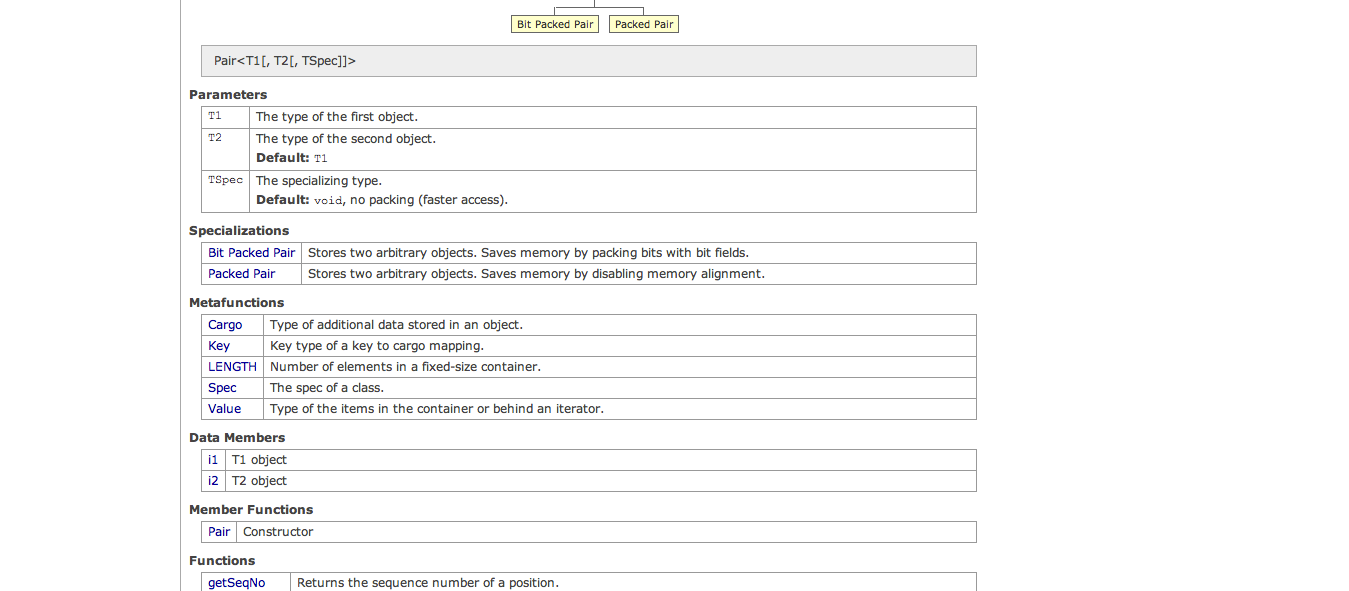 Bit Packed Pair Packed Pair
Pair<T1[, T2[, TSpec]]>
Parameters
T1 The type of the first object.
T2 The type of the second object.
Default: T1
TSpec The specializing type.
Default: void, no packing (faster access).
Specializations
Bit Packed Pair Stores two arbitrary objects. Saves memory by packing bits with bit fields.
Packed Pair Stores two arbitrary objects. Saves memory by disabling memory alignment.
Metafunctions
Cargo Type of additional data stored in an object.
Key Key type of a key to cargo mapping.
LENGTH Number of elements in a fixed-size container.
Spec The spec of a class.
Value Type of the items in the container or behind an iterator.
Data Members
i1 T1 object
i2 T2 object
Member Functions
Pair Constructor
Functions
getSeqNo Returns the sequence number of a position.